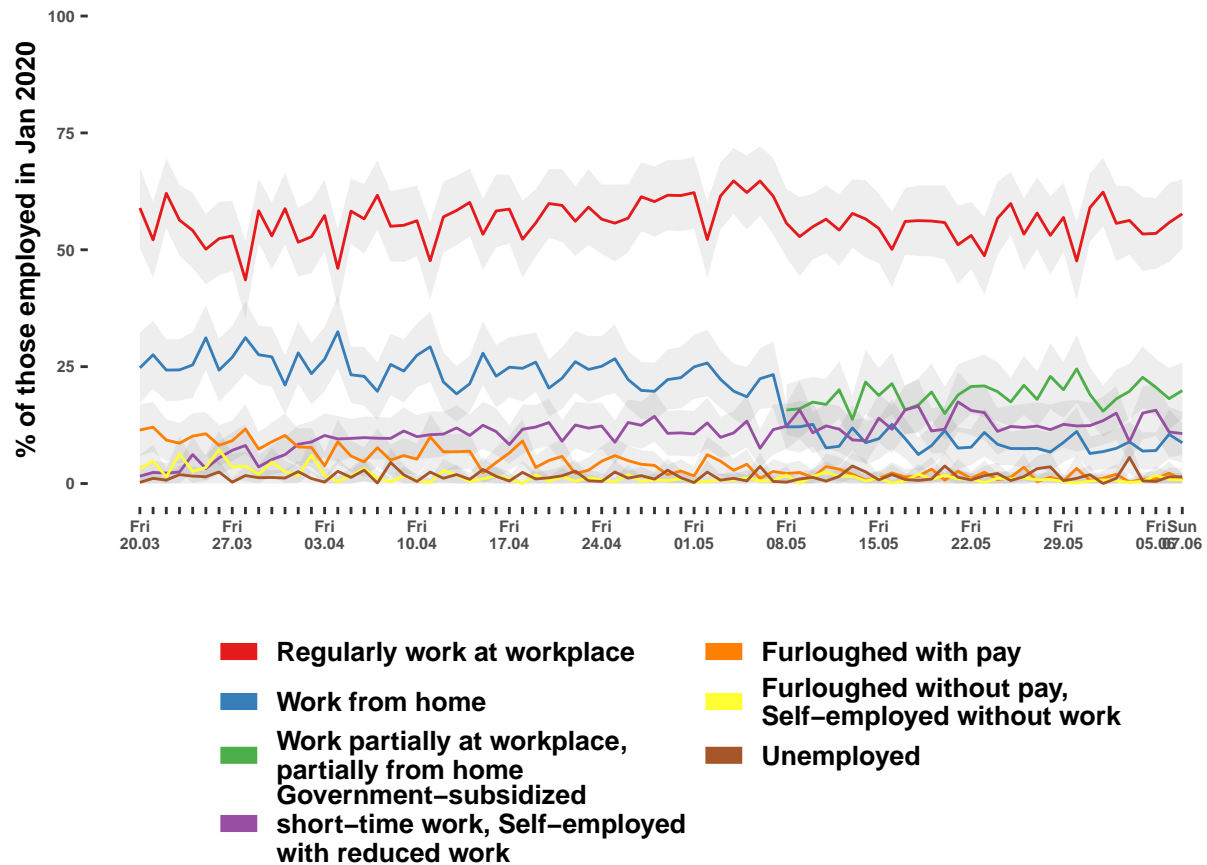 % of those employed in Jan 2020
100
75
50
25
0
Fri Fri Fri Fri Fri Fri Fri Fri Fri Fri Fri Fri Sun
20.03 27.03 03.04 10.04 17.04 24.04 01.05 08.05 15.05 22.05 29.05 05.06 07.06
Regularly work at workplace
Work from home
Work partially at workplace,
partially from home
Government−subsidized
short−time work, Self−employed
with reduced work
Furloughed with pay
Furloughed without pay,
Self−employed without work
Unemployed